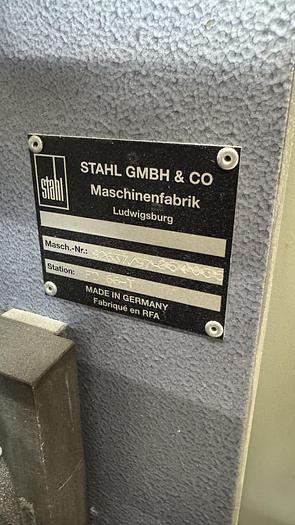 stahl
STAHL GMBH & CO
Maschinenfabrik
Ludwigsburg
Masch.-Nr.:
Station:
MADE IN GERMANY
Fabriqué en RFA